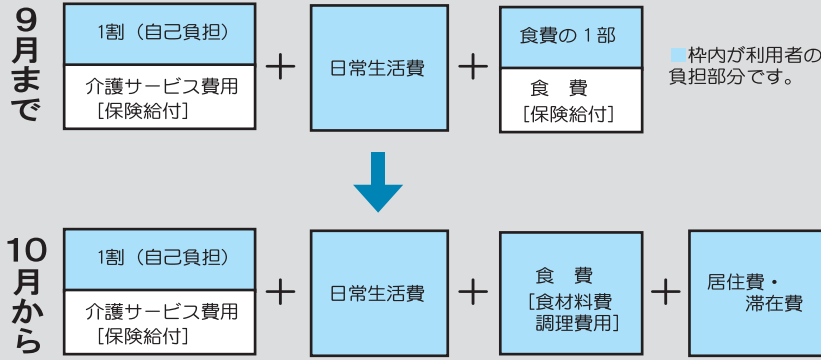 9月まで
1割（自己負担）
介護サービス費用
[保険給付]
+
日常生活費
+
食費の1部
食　費
[保険給付]
■枠内が利用者の
負担部分です。
10月から
1割（自己負担）
介護サービス費用
[保険給付]
+
日常生活費
+
食　費
[食材料費
調理費用]
+
居住費・
滞在費